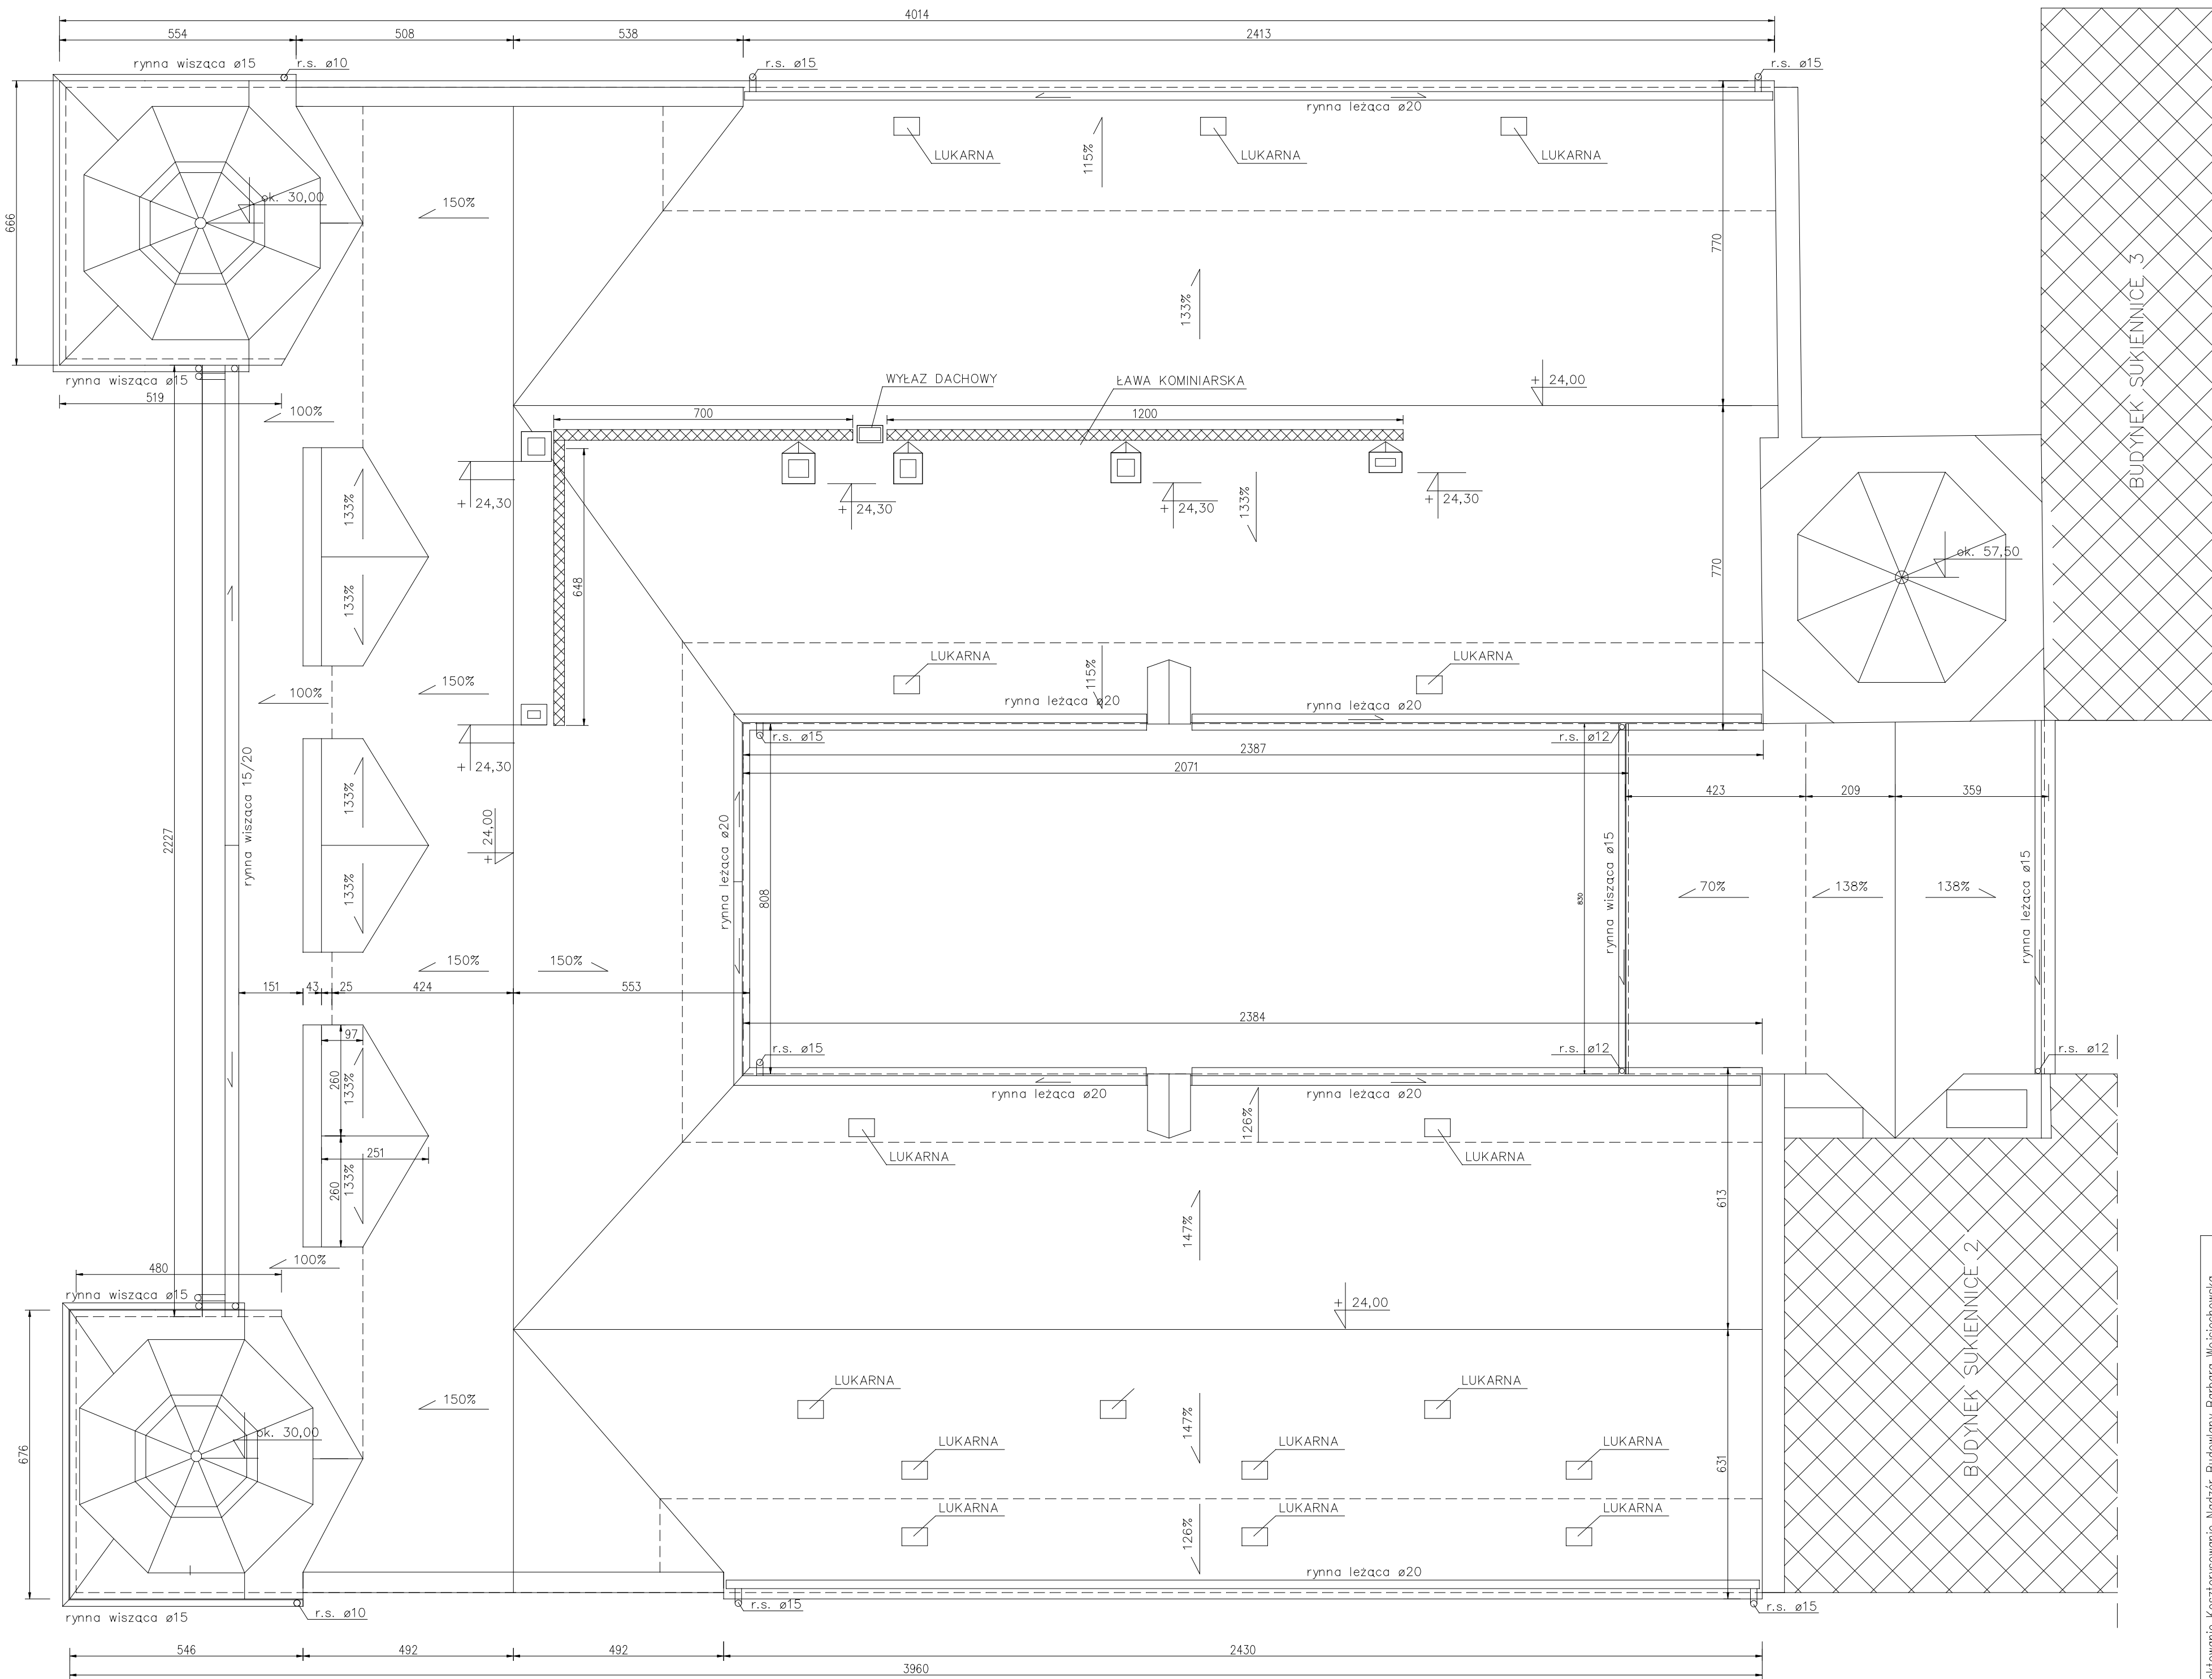 4014
554
508
538
2413
rynna wisząca ø15
r.s. ø10
r.s. ø15
r.s. ø15
rynna leżąca ø20
LUKARNA
LUKARNA
LUKARNA
115%
ok. 30,00
150%
666
770
133%
BUDYNEK SUKIENNICE 3
rynna wisząca ø15
519
100%
WYŁAZ DACHOWY
ŁAWA KOMINIARSKA
+ 24,00
700
1200
+ 24,30
+ 24,30
+ 24,30
+ 24,30
133%
133%
133%
648
770
ok. 57,50
LUKARNA
LUKARNA
115%
100%
150%
rynna leżąca ø20
rynna leżąca ø20
r.s. ø15
r.s. ø12
2387
2071
+ 24,30
423
209
359
2227
rynna wisząca 15/20
133%
133%
+ 24,00
rynna leżąca ø20
808
830
rynna wisząca ø15
70%
138%
138%
rynna leżąca ø15
150%
150%
151
43
25
424
553
2384
97
260
133%
r.s. ø15
r.s. ø12
r.s. ø12
rynna leżąca ø20
rynna leżąca ø20
126%
LUKARNA
LUKARNA
251
260
133%
613
147%
100%
480
rynna wisząca ø15
+ 24,00
BUDYNEK SUKIENNICE 2
LUKARNA
LUKARNA
150%
147%
ok. 30,00
LUKARNA
LUKARNA
LUKARNA
676
631
LUKARNA
LUKARNA
LUKARNA
126%
rynna leżąca ø20
rynna wisząca ø15
r.s. ø10
r.s. ø15
r.s. ø15
546
492
492
2430
3960
Kosztorysowanie Nadzór Budowlany Barbara Wojciechowska